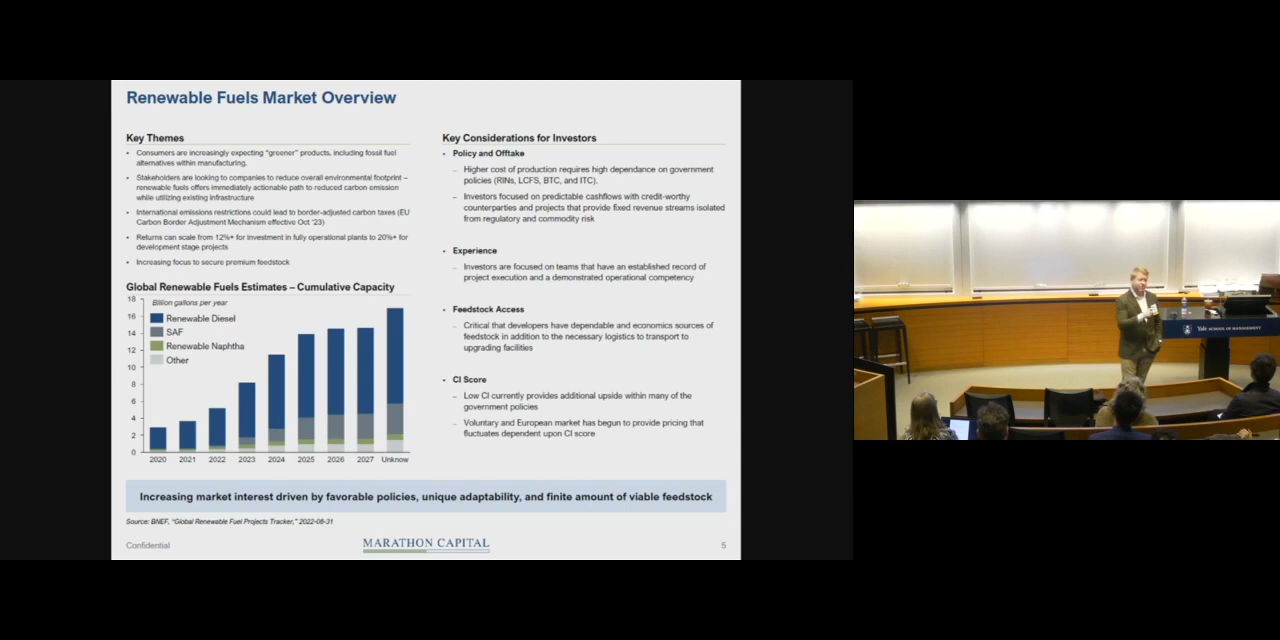 Renewable Fuels Market Overview
Key Themes
• Consumers are increasingly expecting "greener" products, including fossil fuel
alternatives within manufacturing.
• Stakeholders are looking to companies to reduce overall environmental footprint –
renewable fuels offers immediately actionable path to reduced carbon emission
while utilizing existing infrastructure
• International emissions restrictions could lead to border-adjusted carbon taxes (EU
Carbon Border Adjustment Mechanism effective Oct '23)
• Returns can scale from 12%+ for investment in fully operational plants to 20%+ for
development stage projects
• Increasing focus to secure premium feedstock
Global Renewable Fuels Estimates – Cumulative Capacity
Billion gallons per year
Renewable Diesel
SAF
Renewable Naphtha
Other
18
16
14
12
10
8
6
4
2
0
2020 2021 2022 2023 2024 2025 2026 2027 Unknow
Key Considerations for Investors
• Policy and Offtake
– Higher cost of production requires high dependance on government
policies (RINs, LCFS, BTC, and ITC).
– Investors focused on predictable cashflows with credit-worthy
counterparties and projects that provide fixed revenue streams isolated
from regulatory and commodity risk
• Experience
– Investors are focused on teams that have an established record of
project execution and a demonstrated operational competency
• Feedstock Access
– Critical that developers have dependable and economics sources of
feedstock in addition to the necessary logistics to transport to
upgrading facilities
• CI Score
– Low CI currently provides additional upside within many of the
government policies
– Voluntary and European market has begun to provide pricing that
fluctuates dependent upon CI score
Increasing market interest driven by favorable policies, unique adaptability, and finite amount of viable feedstock
Source: BNEF, "Global Renewable Fuel Projects Tracker," 2022-08-31
Confidential
MARATHON CAPITAL
5
Yale SCHOOL OF MANAGEMENT